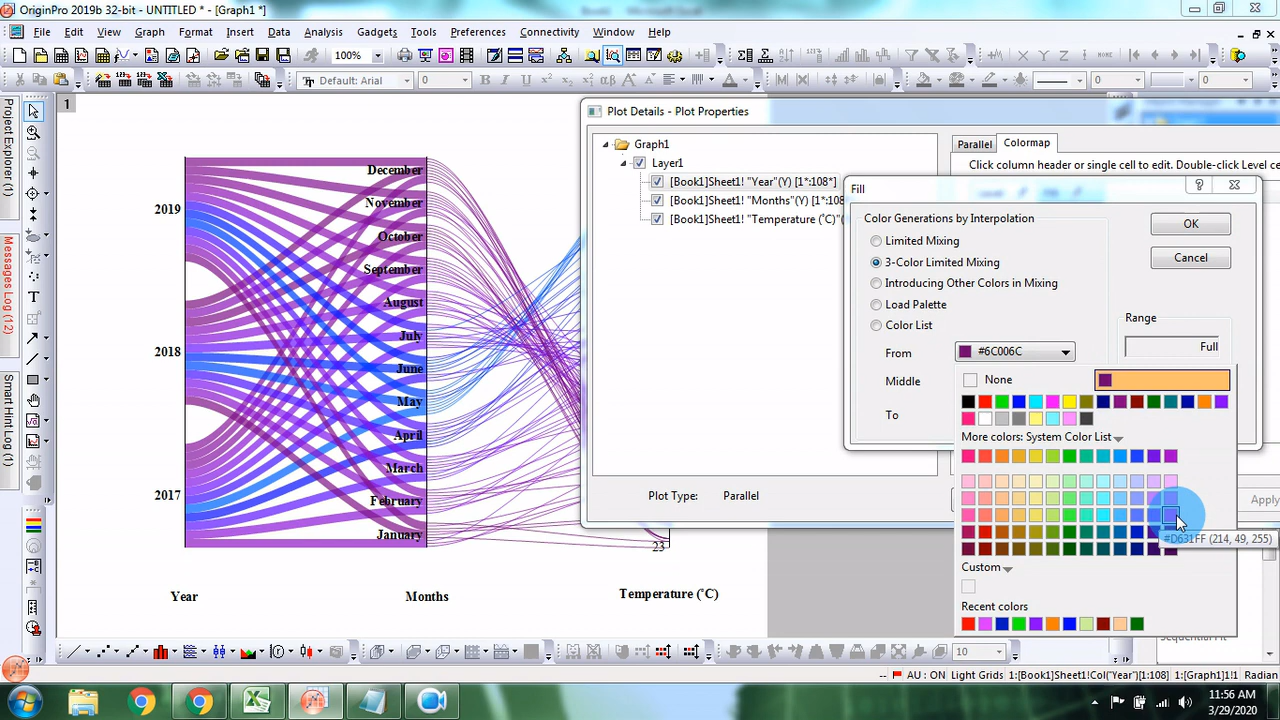 OriginPro 2019b 32-bit - UNTITLED * - [Graph1 *]
File Edit View Graph Format Insert Data Analysis Gadgets Tools Preferences Connectivity Window Help
100%
Default: Arial 0 B I U 0 0
Project Explorer (1)
Messages Log (12)
Smart Hint Log (1)
1
December
November
2019
October
September
August
July
2018
June
May
April
March
2017
February
January
23
Year Months Temperature (˚C)
Plot Details - Plot Properties
Graph1
Layer1
[Book1]Sheet1! "Year"(Y) [1*:108*]
[Book1]Sheet1! "Months"(Y) [1*:108
[Book1]Sheet1! "Temperature (˚C)"(
Plot Type: Parallel
Parallel Colormap
Click column header or single cell to edit. Double-click Level co
Fill
Color Generations by Interpolation
Limited Mixing
3-Color Limited Mixing
Introducing Other Colors in Mixing
Load Palette
Color List
OK
Cancel
Range
Full
From #6C006C
Middle
To
None
More colors: System Color List
#D631FF (214, 49, 255)
Custom
Recent colors
Apply
10
-- AU : ON Light Grids 1:[Book1]Sheet1!Col("Year")[1:108] 1:[Graph1]1!1 Radian
11:56 AM
3/29/2020